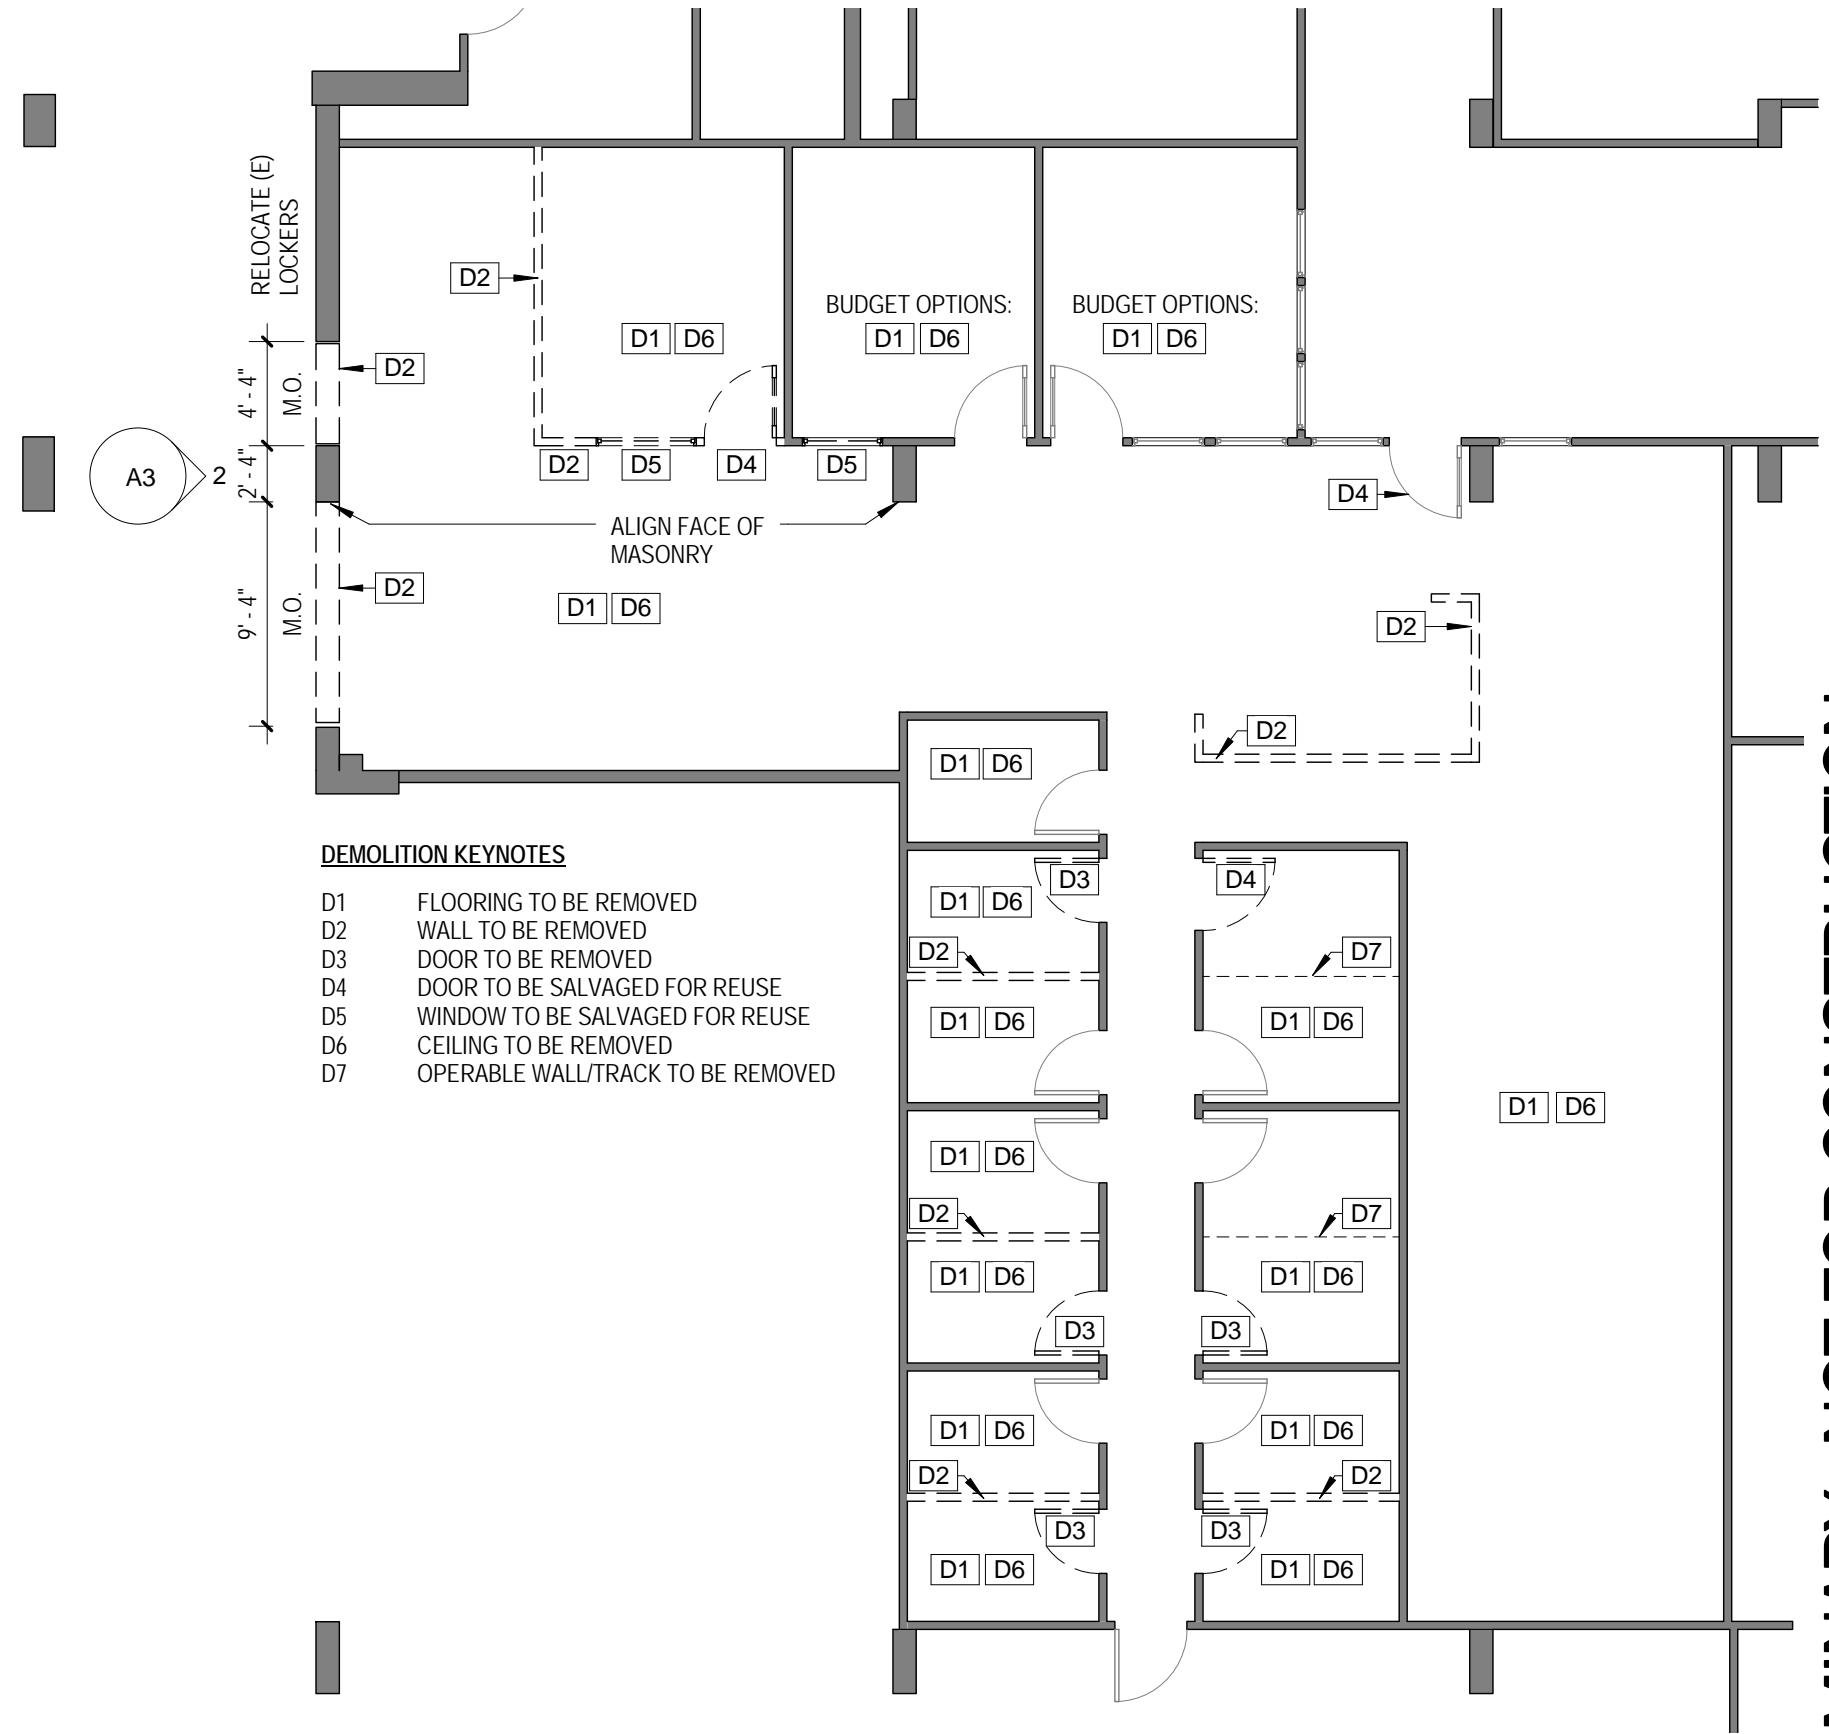 RELOCATE (E)
LOCKERS
D2
D1 D6
BUDGET OPTIONS:
D1 D6
BUDGET OPTIONS:
D1 D6
4' - 4"
M.O.
D2
D2
D5
D4
D5
A3
2
2' - 4"
D4
ALIGN FACE OF
MASONRY
9' - 4"
M.O.
D2
D1 D6
D2
D2
D1 D6
DEMOLITION KEYNOTES
D1 FLOORING TO BE REMOVED
D2 WALL TO BE REMOVED
D3 DOOR TO BE REMOVED
D4 DOOR TO BE SALVAGED FOR REUSE
D5 WINDOW TO BE SALVAGED FOR REUSE
D6 CEILING TO BE REMOVED
D7 OPERABLE WALL/TRACK TO BE REMOVED
D3
D4
D1 D6
D2
D7
D1 D6
D1 D6
D1 D6
D1 D6
D2
D7
D1 D6
D1 D6
D3
D3
D1 D6
D1 D6
D2
D2
D3
D3
D1 D6
D1 D6